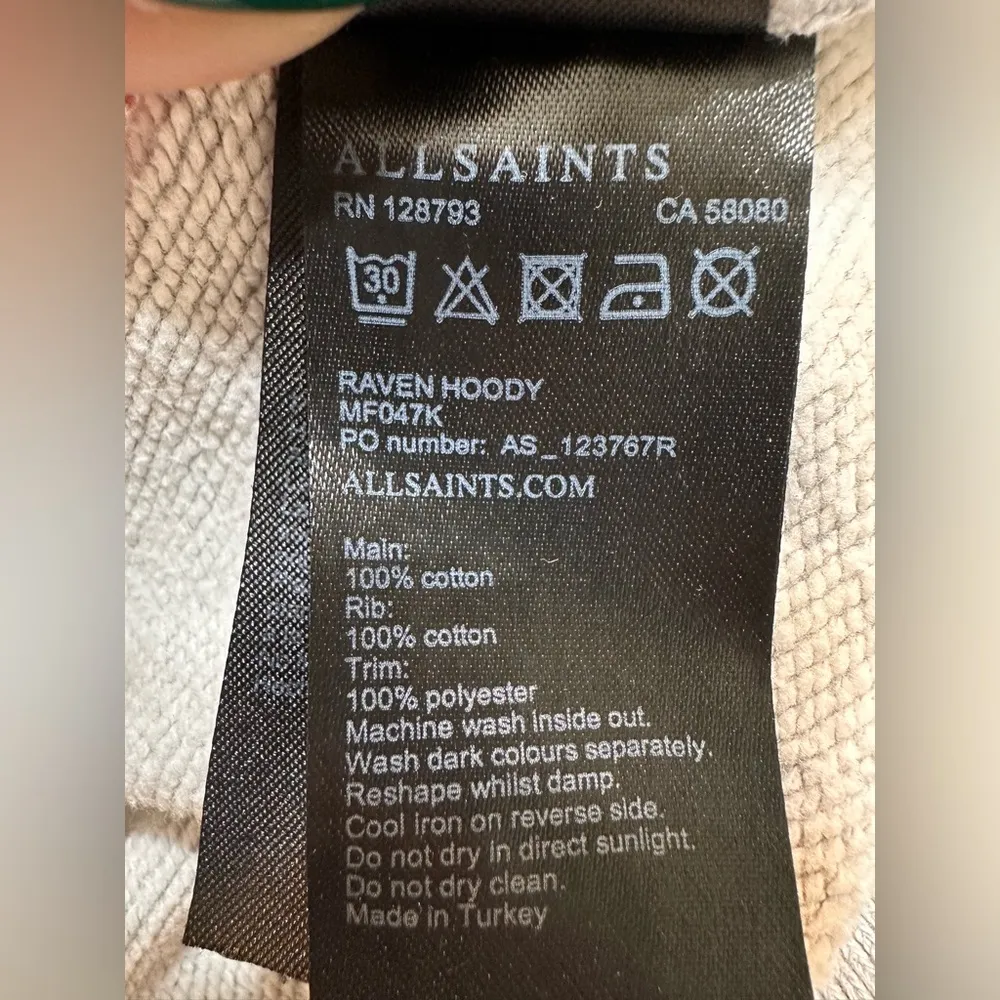 ALLSAINTS
RN 128793 CA 58080
30
RAVEN HOODY
MF047K
PO number: AS_123767R
ALLSAINTS.COM
Main:
100% cotton
Rib:
100% cotton
Trim:
100% polyester
Machine wash inside out.
Wash dark colours separately.
Reshape whilst damp.
Cool iron on reverse side.
Do not dry in direct sunlight.
Do not dry clean.
Made in Turkey